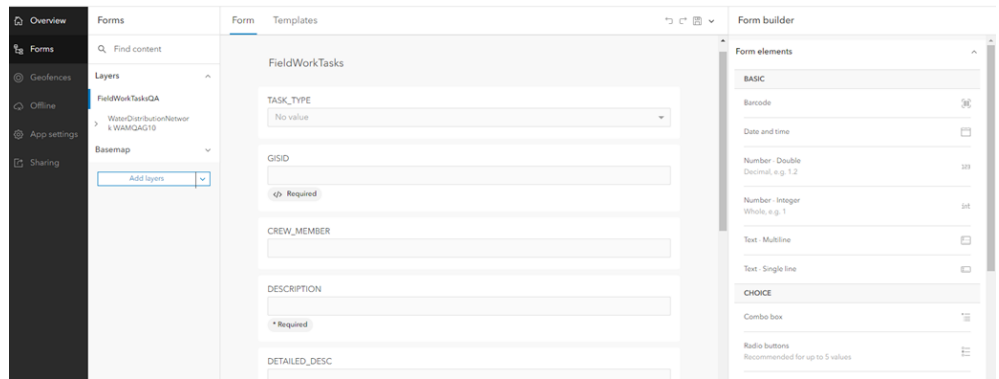 Overview
Forms
Geofences
Offline
App settings
Sharing
Forms
Find content
Layers
FieldWorkTasksQA
WaterDistributionNetwor
k WAMQAG10
Basemap
Add layers
Form Templates
FieldWorkTasks
TASK_TYPE
No value
GISID
</> Required
CREW_MEMBER
DESCRIPTION
* Required
DETAILED_DESC
Form builder
Form elements
BASIC
Barcode
Date and time
Number - Double
Decimal, e.g. 1.2
Number - Integer
Whole, e.g. 1
Text - Multiline
Text - Single line
CHOICE
Combo box
Radio buttons
Recommended for up to 5 values